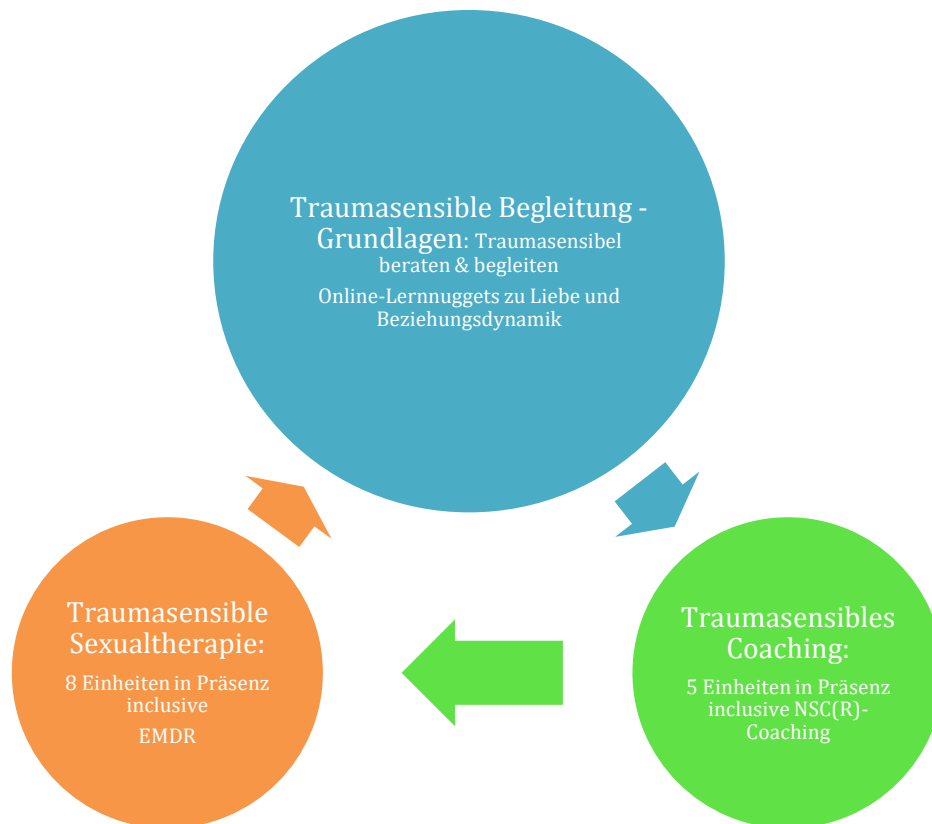 Traumasensible Begleitung -
Grundlagen: Traumasensibel
beraten & begleiten
Online-Lernnuggets zu Liebe und
Beziehungsdynamik
Traumasensible
Sexualtherapie:
8 Einheiten in Präsenz
inclusive
EMDR
Traumasensibles
Coaching:
5 Einheiten in Präsenz
inclusive NSC(R)-
Coaching